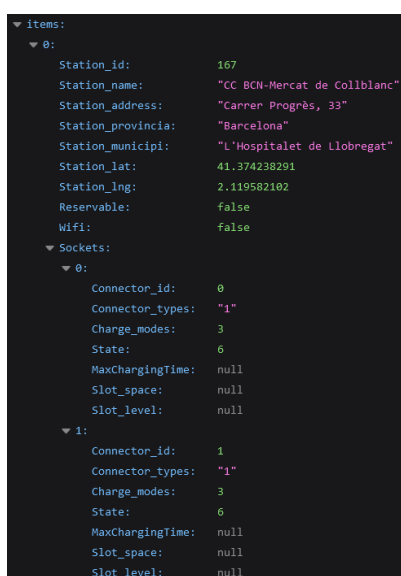 items:
0:
Station_id: 167
Station_name: "CC BCN-Mercat de Collblanc"
Station_address: "Carrer Progrès, 33"
Station_provincia: "Barcelona"
Station_municipi: "L'Hospitalet de Llobregat"
Station_lat: 41.374238291
Station_lng: 2.119582102
Reservable: false
Wifi: false
Sockets:
0:
Connector_id: 0
Connector_types: "1"
Charge_modes: 3
State: 6
MaxChargingTime: null
Slot_space: null
Slot_level: null
1:
Connector_id: 1
Connector_types: "1"
Charge_modes: 3
State: 6
MaxChargingTime: null
Slot_space: null
Slot_level: null